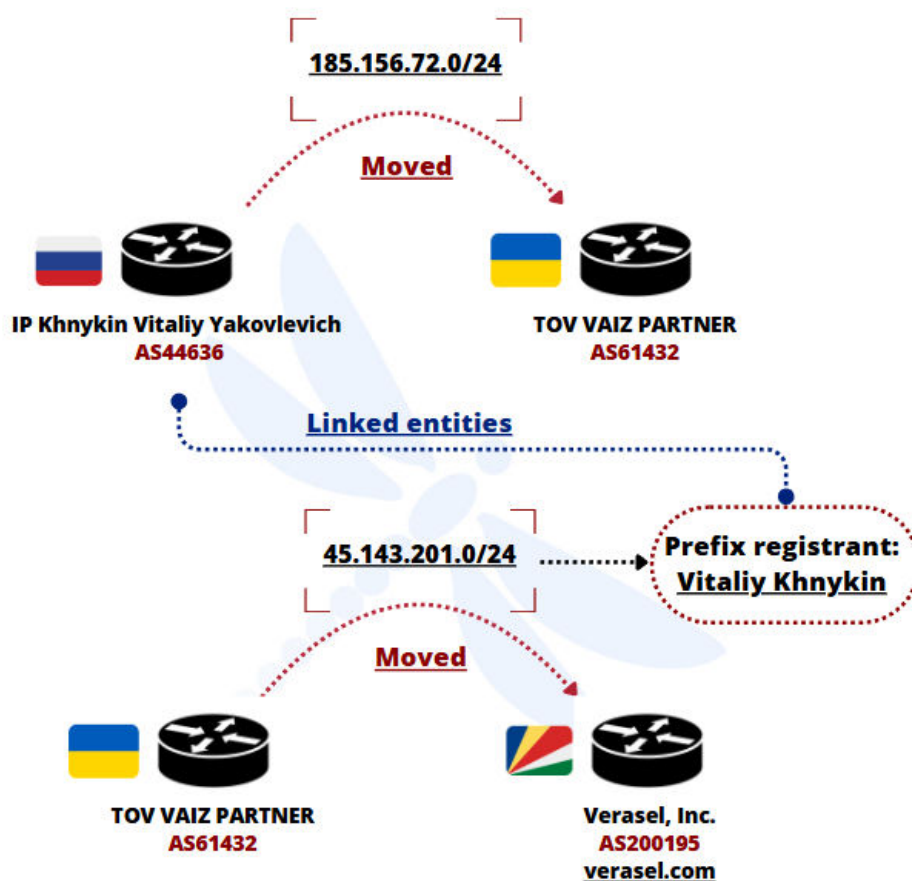 185.156.72.0/24
Moved
IP Khnykin Vitaliy Yakovlevich
AS44636
TOV VAIZ PARTNER
AS61432
Linked entities
45.143.201.0/24
Prefix registrant:
Vitaliy Khnykin
Moved
TOV VAIZ PARTNER
AS61432
Verasel, Inc.
AS200195
verasel.com